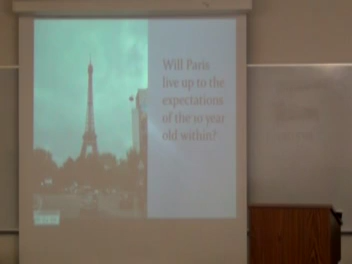 Will Paris
live up to the
expectations
of the 10 year
old within?